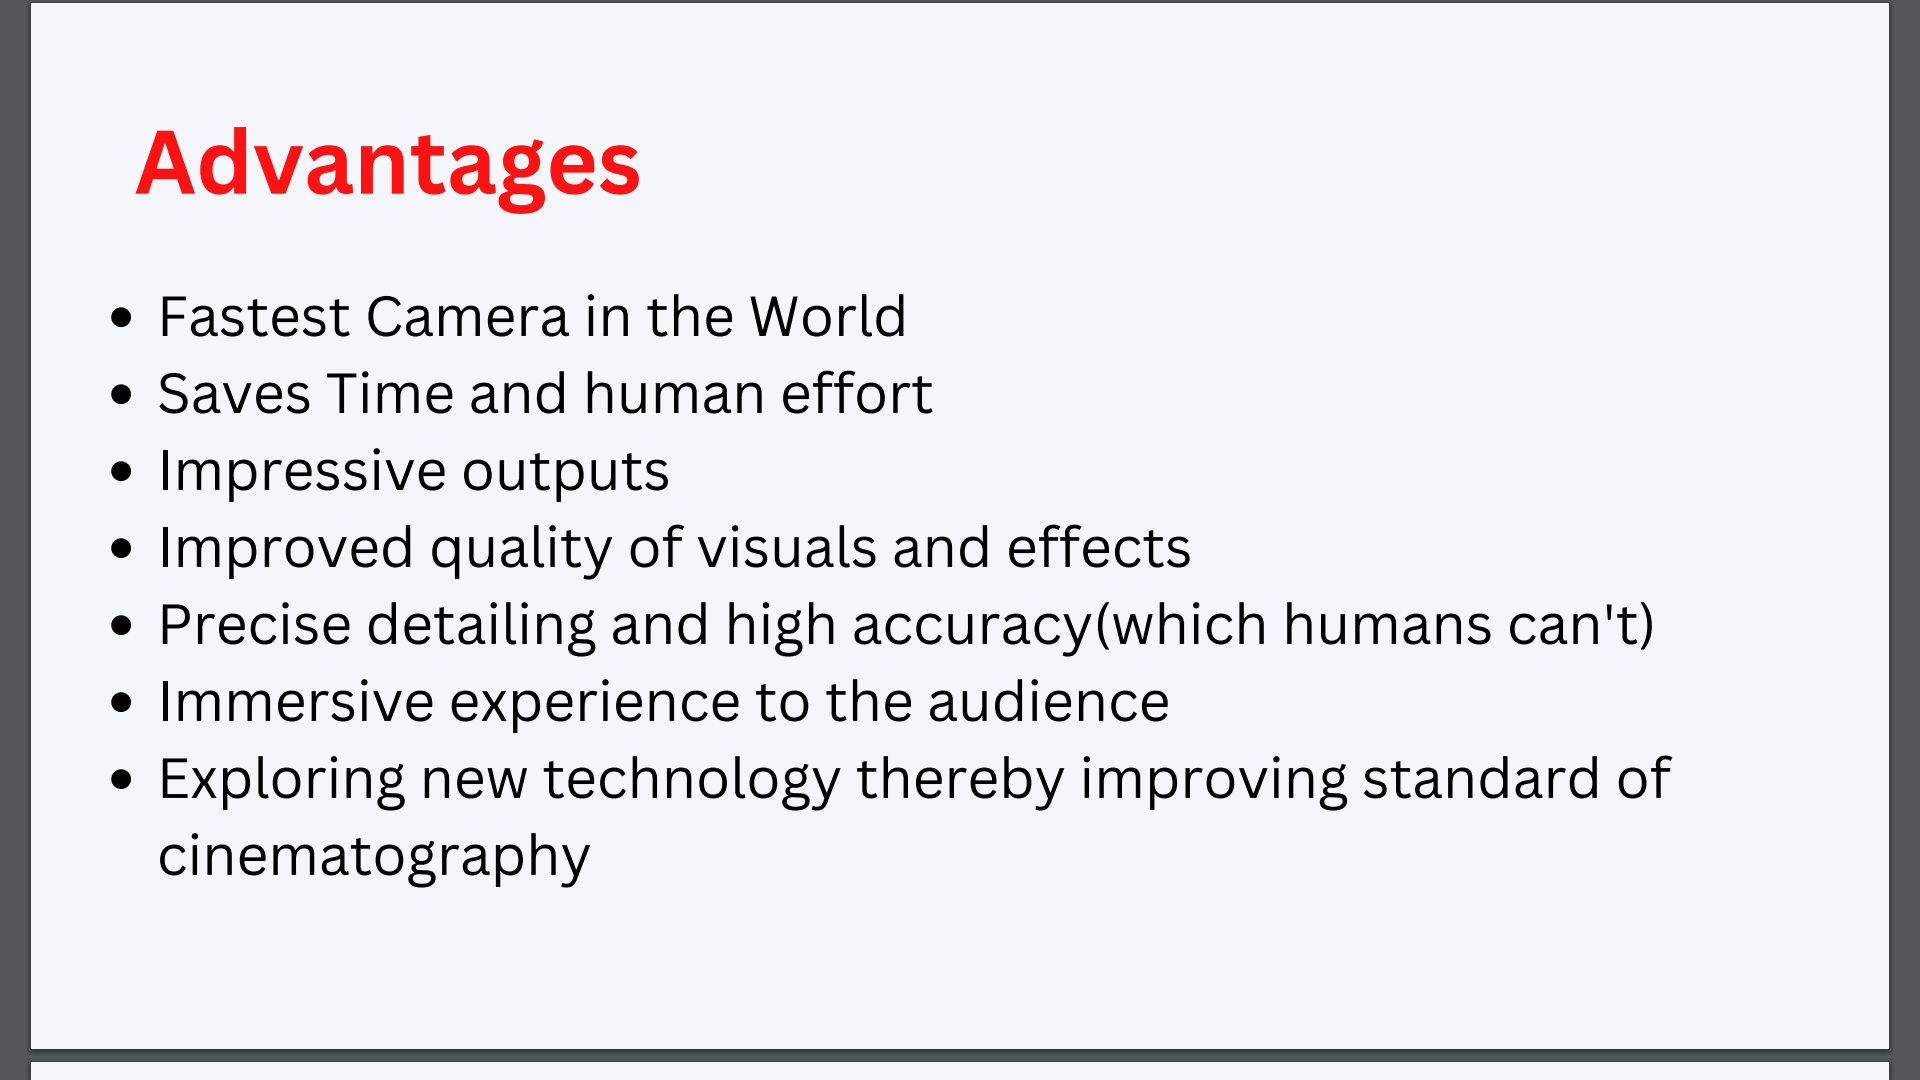 Advantages
• Fastest Camera in the World
• Saves Time and human effort
• Impressive outputs
• Improved quality of visuals and effects
• Precise detailing and high accuracy(which humans can't)
• Immersive experience to the audience
• Exploring new technology thereby improving standard of
cinematography